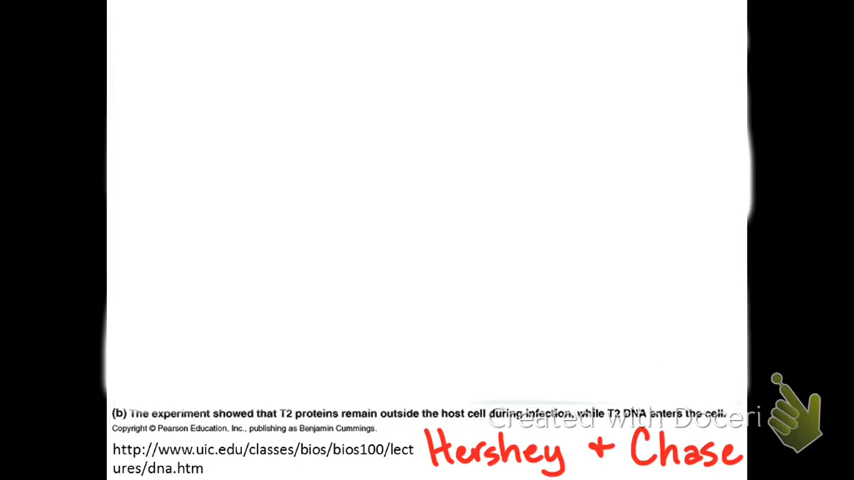 (b) The experiment showed that T2 proteins remain outside the host cell during infection, while T2 DNA enters the cell.
Created with Doceri
Copyright © Pearson Education, Inc., publishing as Benjamin Cummings.
http://www.uic.edu/classes/bios/bios100/lect
ures/dna.htm
Hershey + Chase